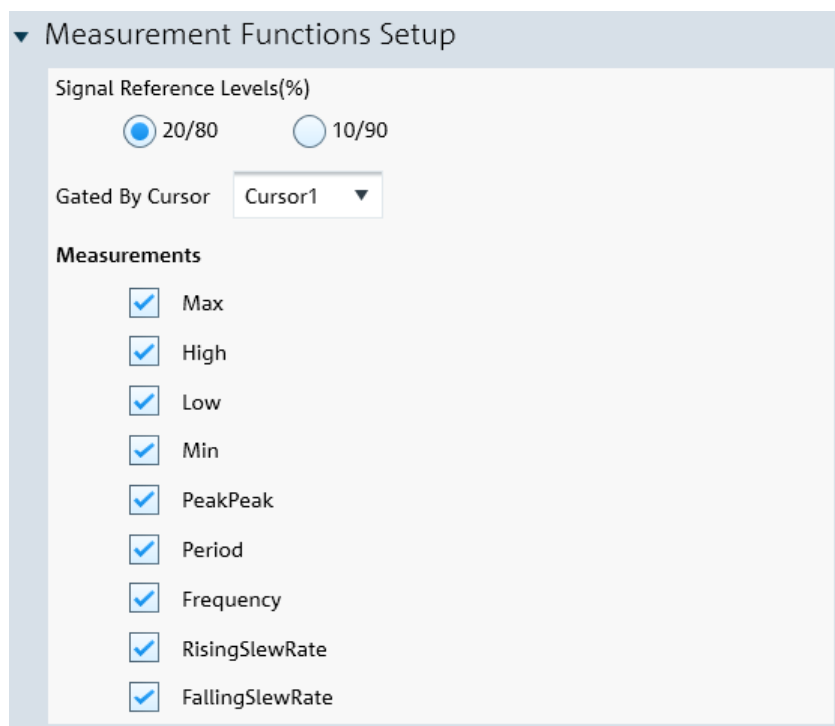 Measurement Functions Setup
Signal Reference Levels(%)
20/80 10/90
Gated By Cursor Cursor1
Measurements
Max
High
Low
Min
PeakPeak
Period
Frequency
RisingSlewRate
FallingSlewRate